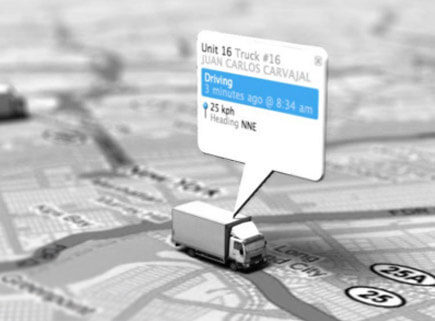 Unit 16 Truck #16
JUAN CARLOS CARVAJAL
Driving
3 minutes ago @ 8:34 am
25 kph
Heading NNE
New York
Long
City
25A
25